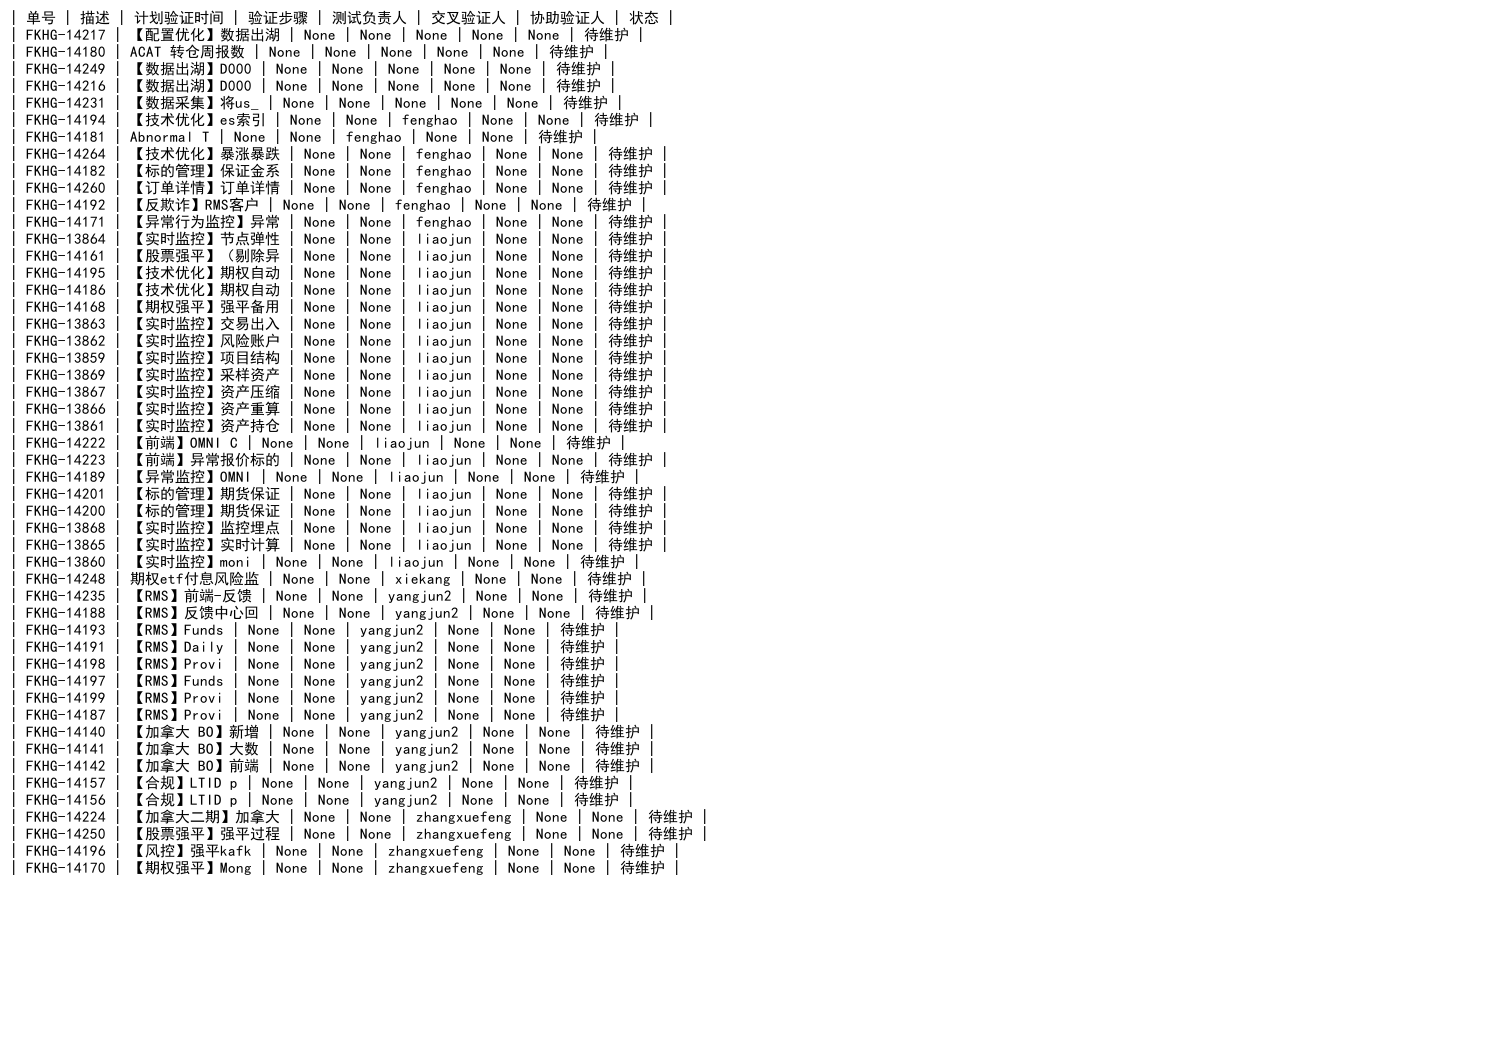 | 单号 | 描述 | 计划验证时间 | 验证步骤 | 测试负责人 | 交叉验证人 | 协助验证人 | 状态 |
| FKHG-14217 | 【配置优化】数据出湖 | None | None | None | None | None | 待维护 |
| FKHG-14180 | ACAT 转仓周报数 | None | None | None | None | None | 待维护 |
| FKHG-14249 | 【数据出湖】D000 | None | None | None | None | None | 待维护 |
| FKHG-14216 | 【数据出湖】D000 | None | None | None | None | None | 待维护 |
| FKHG-14231 | 【数据采集】将us_ | None | None | None | None | None | 待维护 |
| FKHG-14194 | 【技术优化】es索引 | None | None | fenghao | None | None | 待维护 |
| FKHG-14181 | Abnormal T | None | None | fenghao | None | None | 待维护 |
| FKHG-14264 | 【技术优化】暴涨暴跌 | None | None | fenghao | None | None | 待维护 |
| FKHG-14182 | 【标的管理】保证金系 | None | None | fenghao | None | None | 待维护 |
| FKHG-14260 | 【订单详情】订单详情 | None | None | fenghao | None | None | 待维护 |
| FKHG-14192 | 【反欺诈】RMS客户 | None | None | fenghao | None | None | 待维护 |
| FKHG-14171 | 【异常行为监控】异常 | None | None | fenghao | None | None | 待维护 |
| FKHG-13864 | 【实时监控】节点弹性 | None | None | liaojun | None | None | 待维护 |
| FKHG-14161 | 【股票强平】（剔除异 | None | None | liaojun | None | None | 待维护 |
| FKHG-14195 | 【技术优化】期权自动 | None | None | liaojun | None | None | 待维护 |
| FKHG-14186 | 【技术优化】期权自动 | None | None | liaojun | None | None | 待维护 |
| FKHG-14168 | 【期权强平】强平备用 | None | None | liaojun | None | None | 待维护 |
| FKHG-13863 | 【实时监控】交易出入 | None | None | liaojun | None | None | 待维护 |
| FKHG-13862 | 【实时监控】风险账户 | None | None | liaojun | None | None | 待维护 |
| FKHG-13859 | 【实时监控】项目结构 | None | None | liaojun | None | None | 待维护 |
| FKHG-13869 | 【实时监控】采样资产 | None | None | liaojun | None | None | 待维护 |
| FKHG-13867 | 【实时监控】资产压缩 | None | None | liaojun | None | None | 待维护 |
| FKHG-13866 | 【实时监控】资产重算 | None | None | liaojun | None | None | 待维护 |
| FKHG-13861 | 【实时监控】资产持仓 | None | None | liaojun | None | None | 待维护 |
| FKHG-14222 | 【前端】OMNI C | None | None | liaojun | None | None | 待维护 |
| FKHG-14223 | 【前端】异常报价标的 | None | None | liaojun | None | None | 待维护 |
| FKHG-14189 | 【异常监控】OMNI | None | None | liaojun | None | None | 待维护 |
| FKHG-14201 | 【标的管理】期货保证 | None | None | liaojun | None | None | 待维护 |
| FKHG-14200 | 【标的管理】期货保证 | None | None | liaojun | None | None | 待维护 |
| FKHG-13868 | 【实时监控】监控埋点 | None | None | liaojun | None | None | 待维护 |
| FKHG-13865 | 【实时监控】实时计算 | None | None | liaojun | None | None | 待维护 |
| FKHG-13860 | 【实时监控】moni | None | None | liaojun | None | None | 待维护 |
| FKHG-14248 | 期权etf付息风险监 | None | None | xiekang | None | None | 待维护 |
| FKHG-14235 | 【RMS】前端-反馈 | None | None | yangjun2 | None | None | 待维护 |
| FKHG-14188 | 【RMS】反馈中心回 | None | None | yangjun2 | None | None | 待维护 |
| FKHG-14193 | 【RMS】Funds | None | None | yangjun2 | None | None | 待维护 |
| FKHG-14191 | 【RMS】Daily | None | None | yangjun2 | None | None | 待维护 |
| FKHG-14198 | 【RMS】Provi | None | None | yangjun2 | None | None | 待维护 |
| FKHG-14197 | 【RMS】Funds | None | None | yangjun2 | None | None | 待维护 |
| FKHG-14199 | 【RMS】Provi | None | None | yangjun2 | None | None | 待维护 |
| FKHG-14187 | 【RMS】Provi | None | None | yangjun2 | None | None | 待维护 |
| FKHG-14140 | 【加拿大 BO】新增 | None | None | yangjun2 | None | None | 待维护 |
| FKHG-14141 | 【加拿大 BO】大数 | None | None | yangjun2 | None | None | 待维护 |
| FKHG-14142 | 【加拿大 BO】前端 | None | None | yangjun2 | None | None | 待维护 |
| FKHG-14157 | 【合规】LTID p | None | None | yangjun2 | None | None | 待维护 |
| FKHG-14156 | 【合规】LTID p | None | None | yangjun2 | None | None | 待维护 |
| FKHG-14224 | 【加拿大二期】加拿大 | None | None | zhangxuefeng | None | None | 待维护 |
| FKHG-14250 | 【股票强平】强平过程 | None | None | zhangxuefeng | None | None | 待维护 |
| FKHG-14196 | 【风控】强平kafk | None | None | zhangxuefeng | None | None | 待维护 |
| FKHG-14170 | 【期权强平】Mong | None | None | zhangxuefeng | None | None | 待维护 |